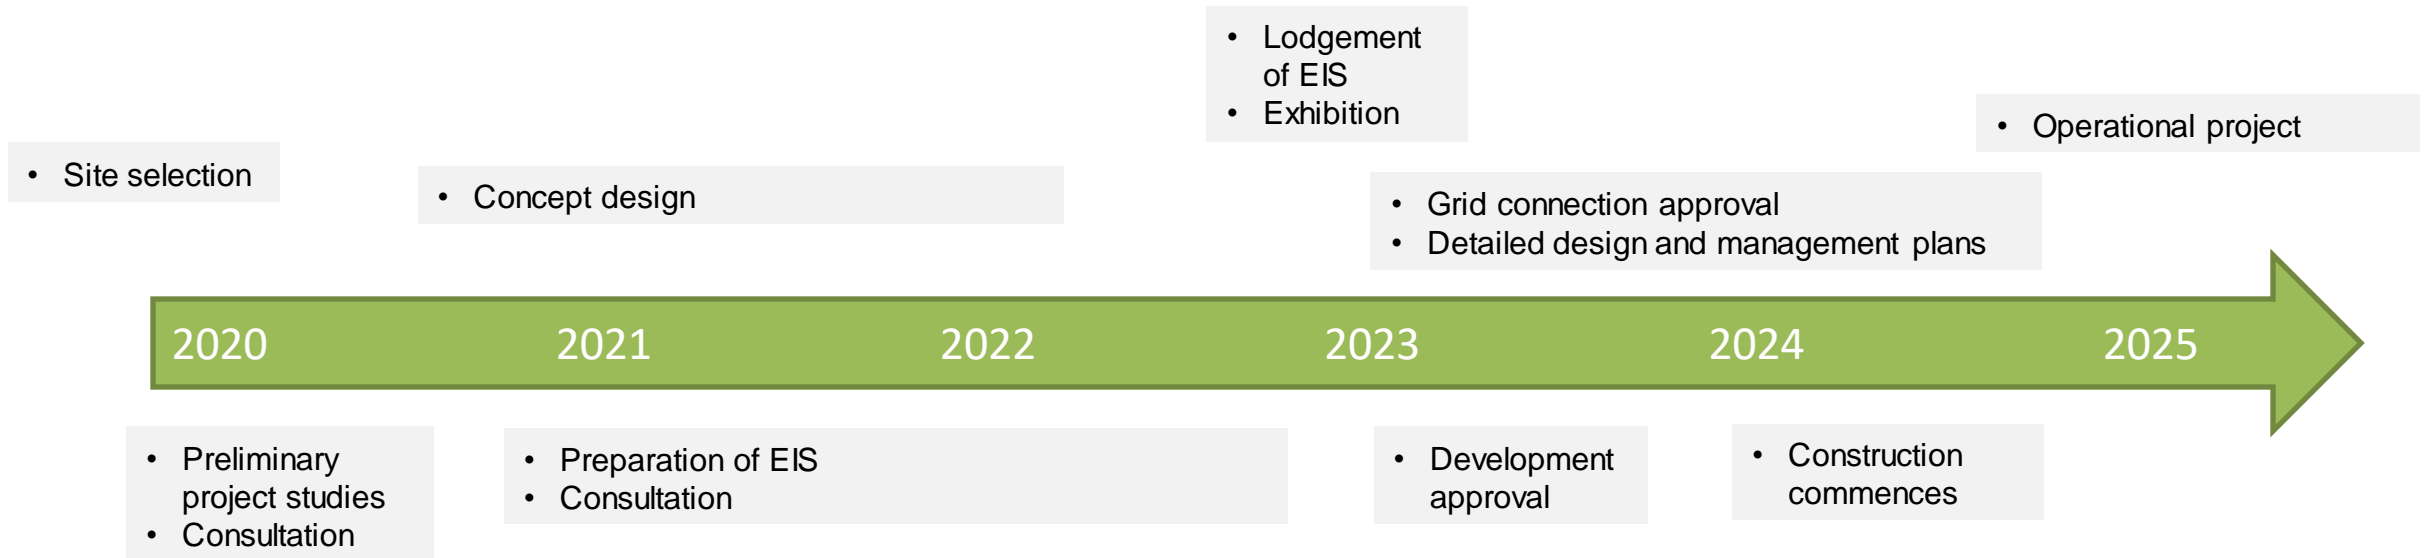 • Lodgement
of EIS
• Exhibition
• Operational project
• Site selection
• Concept design
• Grid connection approval
• Detailed design and management plans
2020 2021 2022 2023 2024 2025
• Preliminary
project studies
• Consultation
• Preparation of EIS
• Consultation
• Development
approval
• Construction
commences